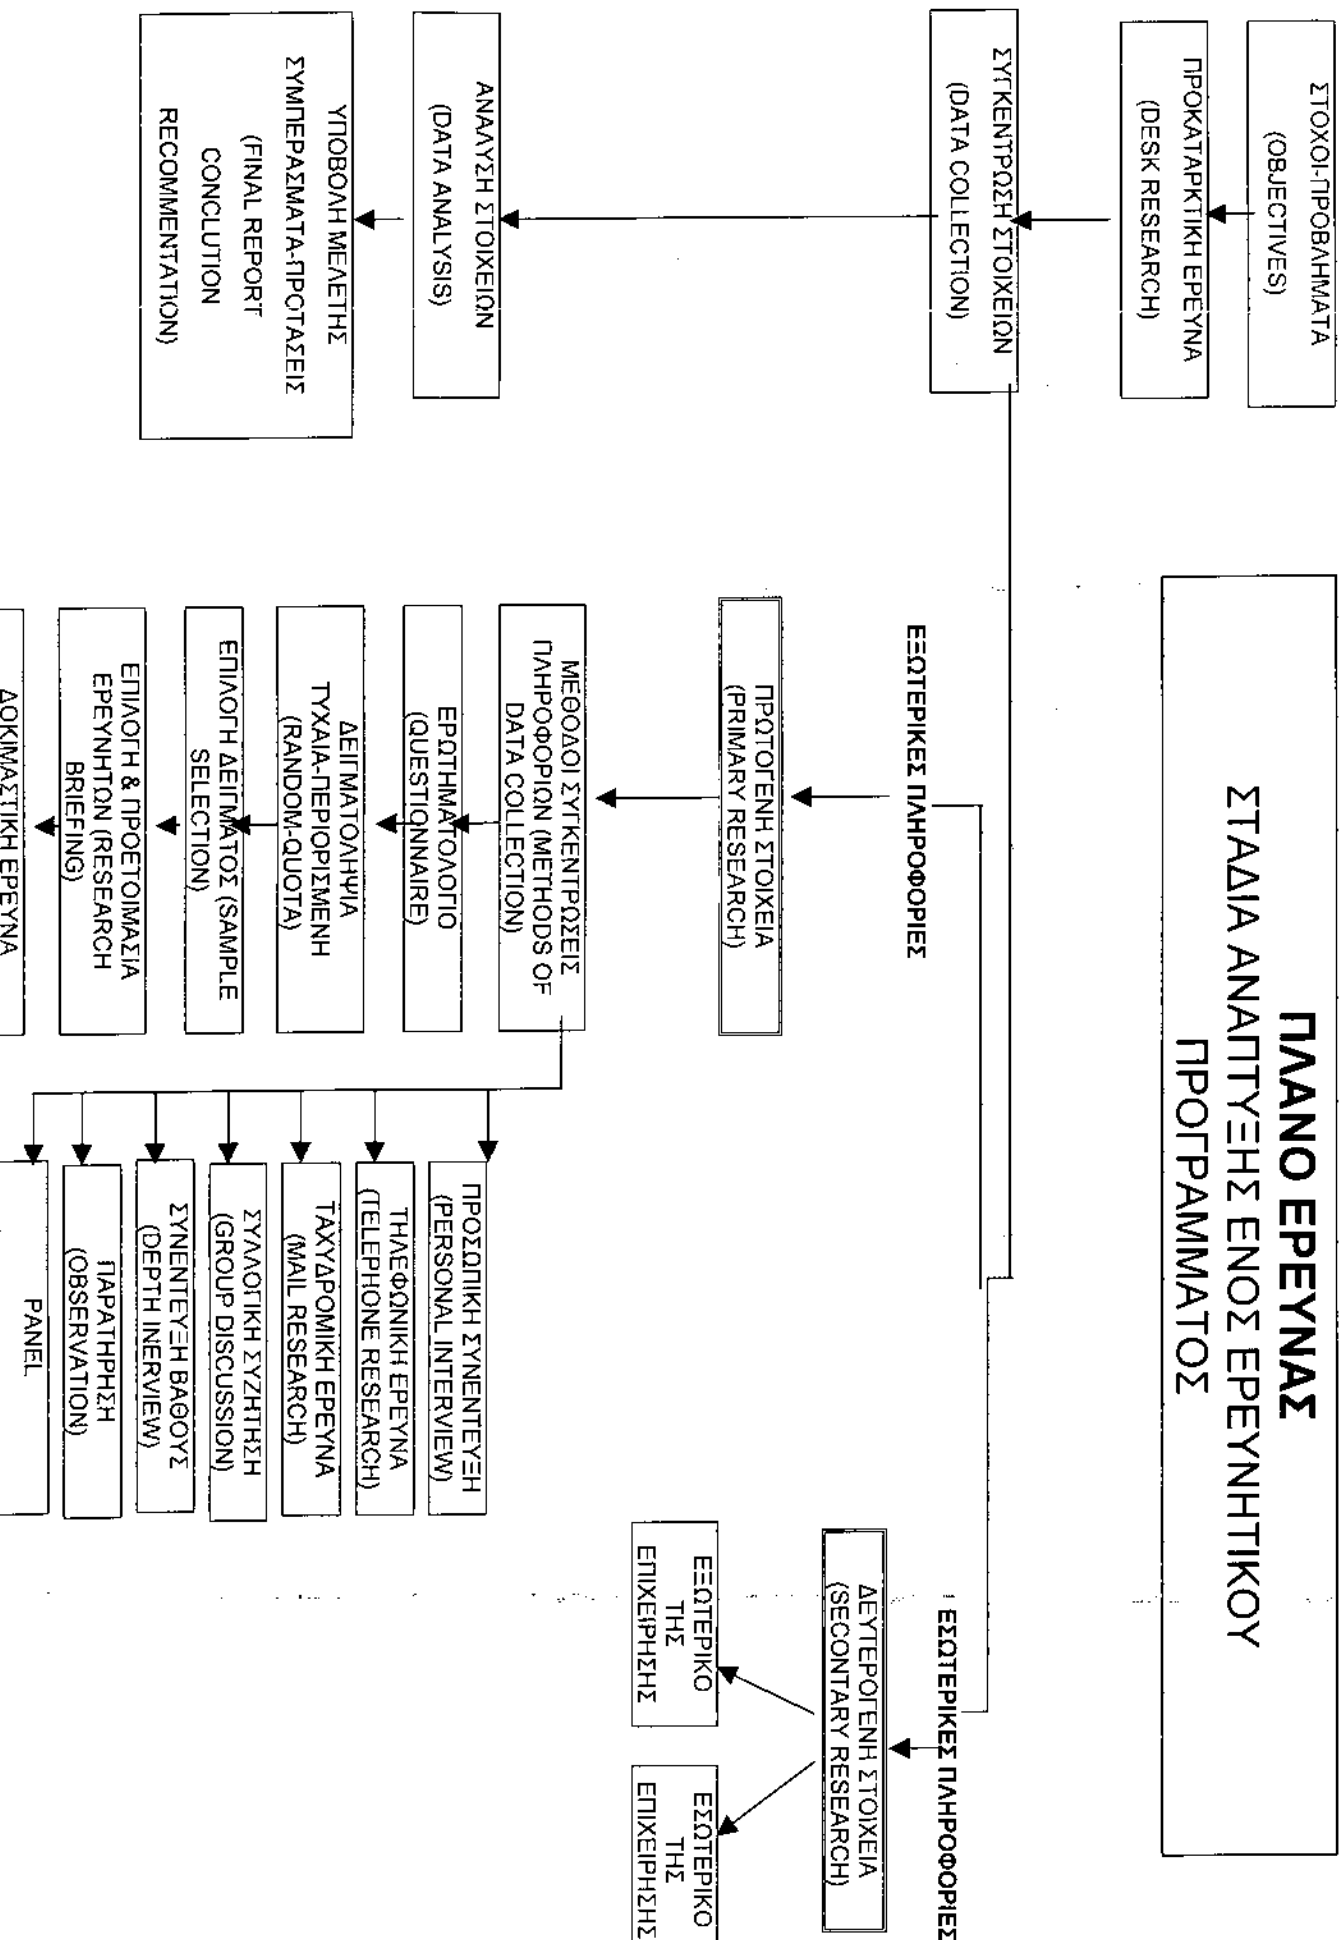 ΠΛΑΝΟ ΕΡΕΥΝΑΣ
ΣΤΑΔΙΑ ΑΝΑΠΤΥΞΗΣ ΕΝΟΣ ΕΡΕΥΝΗΤΙΚΟΥ
ΠΡΟΓΡΑΜΜΑΤΟΣ
ΣΤΟΧΟΙ-ΠΡΟΒΛΗΜΑΤΑ
(OBJECTIVES)
ΠΡΟΚΑΤΑΡΚΤΙΚΗ ΕΡΕΥΝΑ
(DESK RESEARCH)
ΣΥΓΚΕΝΤΡΩΣΗ ΣΤΟΙΧΕΙΩΝ
(DATA COLLECTION)
ΑΝΑΛΥΣΗ ΣΤΟΙΧΕΙΩΝ
(DATA ANALYSIS)
ΥΠΟΒΟΛΗ ΜΕΛΕΤΗΣ
ΣΥΜΠΕΡΑΣΜΑΤΑ-ΠΡΟΤΑΣΕΙΣ
(FINAL REPORT
CONCLUTION
RECOMMENTATION)
ΕΞΩΤΕΡΙΚΕΣ ΠΛΗΡΟΦΟΡΙΕΣ
ΠΡΩΤΟΓΕΝΗ ΣΤΟΙΧΕΙΑ
(PRIMARY RESEARCH)
ΜΕΘΟΔΟΙ ΣΥΓΚΕΝΤΡΩΣΕΙΣ
ΠΛΗΡΟΦΟΡΙΩΝ (METHODS OF
DATA COLLECTION)
ΕΡΩΤΗΜΑΤΟΛΟΓΙΟ
(QUESTIONNAIRE)
ΔΕΙΓΜΑΤΟΛΗΨΙΑ
ΤΥΧΑΙΑ-ΠΕΡΙΟΡΙΣΜΕΝΗ
(RANDOM-QUOTA)
ΕΠΙΛΟΓΗ ΔΕΙΓΜΑΤΟΣ (SAMPLE
SELECTION)
ΕΠΙΛΟΓΗ & ΠΡΟΕΤΟΙΜΑΣΙΑ
ΕΡΕΥΝΗΤΩΝ (RESEARCH
BRIEFING)
ΔΟΚΙΜΑΣΤΙΚΗ ΕΡΕΥΝΑ
ΠΡΟΣΩΠΙΚΗ ΣΥΝΕΝΤΕΥΞΗ
(PERSONAL INTERVIEW)
ΤΗΛΕΦΩΝΙΚΗ ΕΡΕΥΝΑ
(TELEPHONE RESEARCH)
ΤΑΧΥΔΡΟΜΙΚΗ ΕΡΕΥΝΑ
(MAIL RESEARCH)
ΣΥΛΛΟΓΙΚΗ ΣΥΖΗΤΗΣΗ
(GROUP DISCUSSION)
ΣΥΝΕΝΤΕΥΞΗ ΒΑΘΟΥΣ
(DEPTH INERVIEW)
ΠΑΡΑΤΗΡΗΣΗ
(OBSERVATION)
PANEL
ΕΣΩΤΕΡΙΚΕΣ ΠΛΗΡΟΦΟΡΙΕΣ
ΔΕΥΤΕΡΟΓΕΝΗ ΣΤΟΙΧΕΙΑ
(SECONTARY RESEARCH)
ΕΞΩΤΕΡΙΚΟ
ΤΗΣ
ΕΠΙΧΕΙΡΗΣΗΣ
ΕΣΩΤΕΡΙΚΟ
ΤΗΣ
ΕΠΙΧΕΙΡΗΣΗΣ